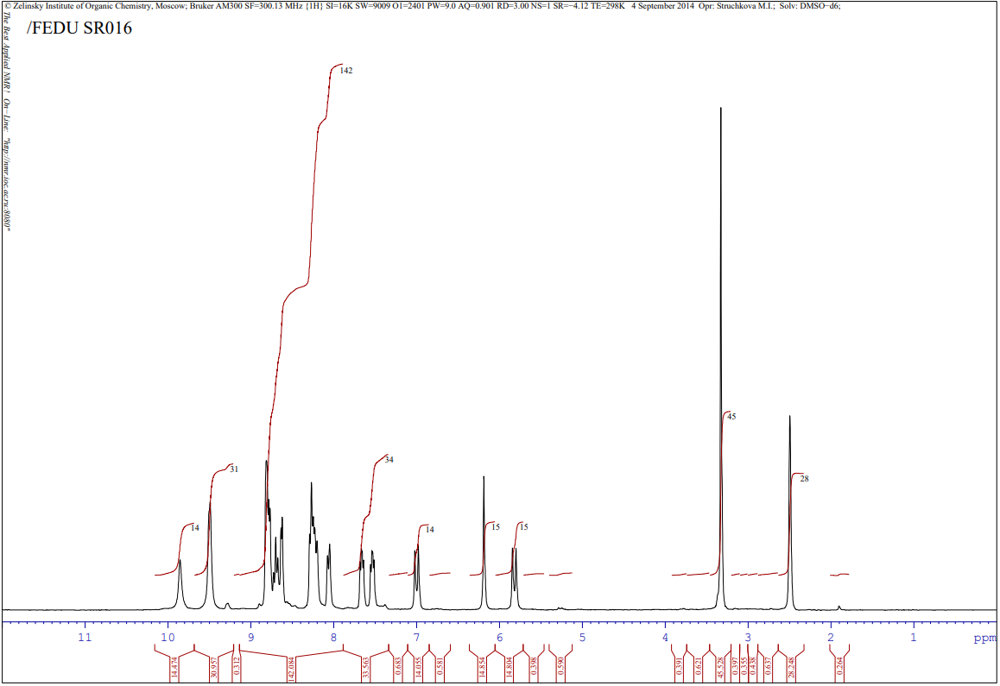 © Zelinsky Institute of Organic Chemistry, Moscow; Bruker AM300 SF=300.13 MHz {1H} SI=16K SW=9009 O1=2401 PW=9.0 AQ=0.901 RD=3.00 NS=1 SR=-4.12 TE=298K 4 September 2014 Opr: Struchkova M.I.; Solv: DMSO-d6;
The Best Applied NMR! On-Line: "http://nmr.ioc.ac.ru:8080"
/FEDU SR016
142
45
31
34
28
14
14
15
15
11 10 9 8 7 6 5 4 3 2 1 ppm
14.474 30.957 0.312 142.084 33.563 0.683 14.055 0.581 14.854 14.804 0.398 0.590 0.391 0.621 45.528 0.397 0.355 0.438 0.637 28.248 0.264